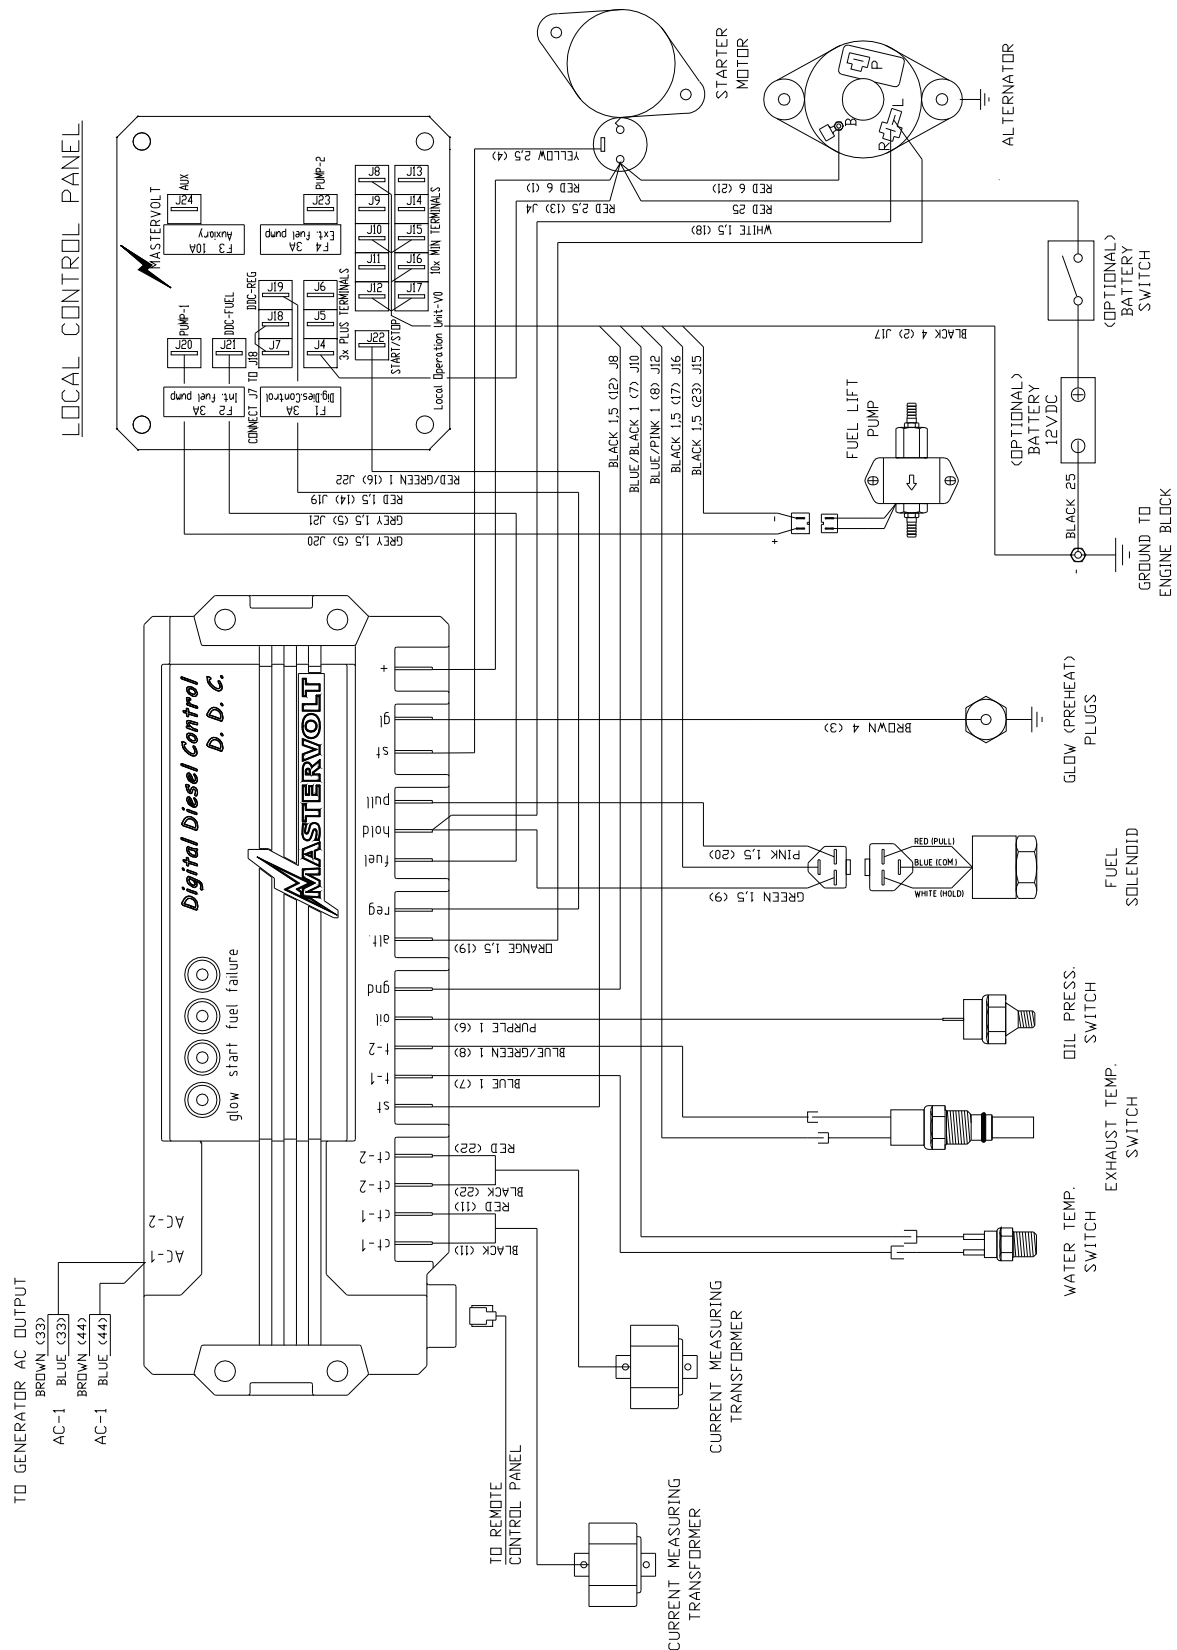 LOCAL CONTROL PANEL
MASTERVOLT
J24
AUX
F3 10A
Auxiary
J23
PUMP-2
F4 3A
Ext. Fuel pump
J8
J13
J9
J14
J10
J15
J11
J16
J12
J17
10x MIN TERMINALS
PUMP-1
J20
DDC-FUEL
J21
DDC-REG
J19
J18
J7
J6
J5
J4
3x PLUS TERMINALS
J22
START/STOP
CONNECT J7 TO J18
F2 3A
Int. Fuel pump
F1 3A
Dig.Dies.Control
Local Operation Unit-V0
STARTER
MOTOR
ALTERNATOR
P
B
R
L
YELLOW 2,5 (4)
RED 6 (1)
RED 2,5 (13) J4
RED 6 (21)
RED 25
WHITE 1,5 (18)
(OPTIONAL)
BATTERY
SWITCH
BLACK 4 (2) J17
(OPTIONAL)
BATTERY
12VDC
BLACK 25
-
GROUND TO
ENGINE BLOCK
FUEL LIFT
PUMP
BLACK 1,5 (12) J8
BLUE/BLACK 1 (7) J10
BLUE/PINK 1 (8) J12
BLACK 1,5 (17) J16
BLACK 1,5 (23) J15
RED/GREEN 1 (16) J22
RED 1,5 (14) J19
GREY 1,5 (5) J21
GREY 1,5 (5) J20
-
+
Digital Diesel Control
D. D. C.
MASTERVOLT
glow start fuel failure
+
gl
st
pull
hold
fuel
reg
alt.
gnd
oil
t-2
t-1
st
ct-2
ct-2
ct-1
ct-1
AC-2
AC-1
BROWN 4 (3)
GLOW (PREHEAT)
PLUGS
PINK 1,5 (20)
GREEN 1,5 (9)
RED (PULL)
BLUE (COM)
WHITE (HOLD)
FUEL
SOLENOID
ORANGE 1,5 (19)
PURPLE 1 (6)
BLUE/GREEN 1 (8)
BLUE 1 (7)
OIL PRESS.
SWITCH
EXHAUST TEMP.
SWITCH
WATER TEMP.
SWITCH
RED (22)
BLACK (22)
RED (11)
BLACK (11)
CURRENT MEASURING
TRANSFORMER
CURRENT MEASURING
TRANSFORMER
TO REMOTE
CONTROL PANEL
TO GENERATOR AC OUTPUT
BROWN (33)
AC-1 BLUE (33)
BROWN (44)
AC-1 BLUE (44)